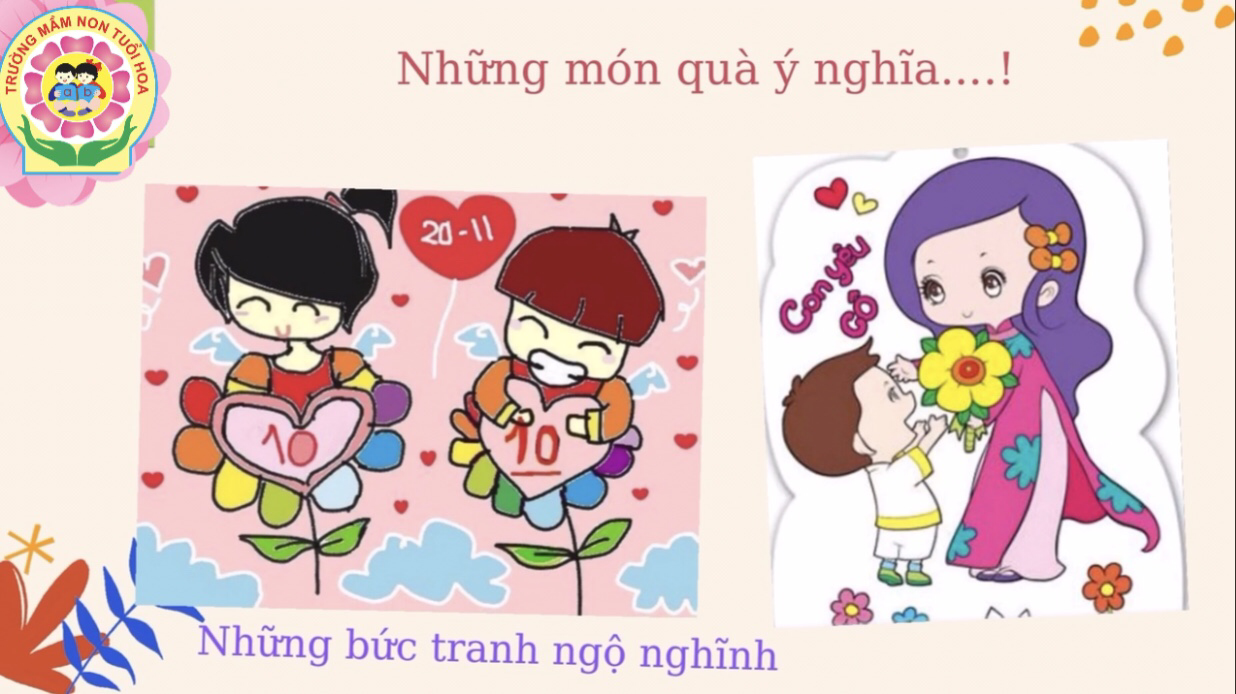 TRƯỜNG MẦM NON TUỔI HOA
a b
Những món quà ý nghĩa....!
20-11
10
10
Con yêu
cô
Những bức tranh ngộ nghĩnh